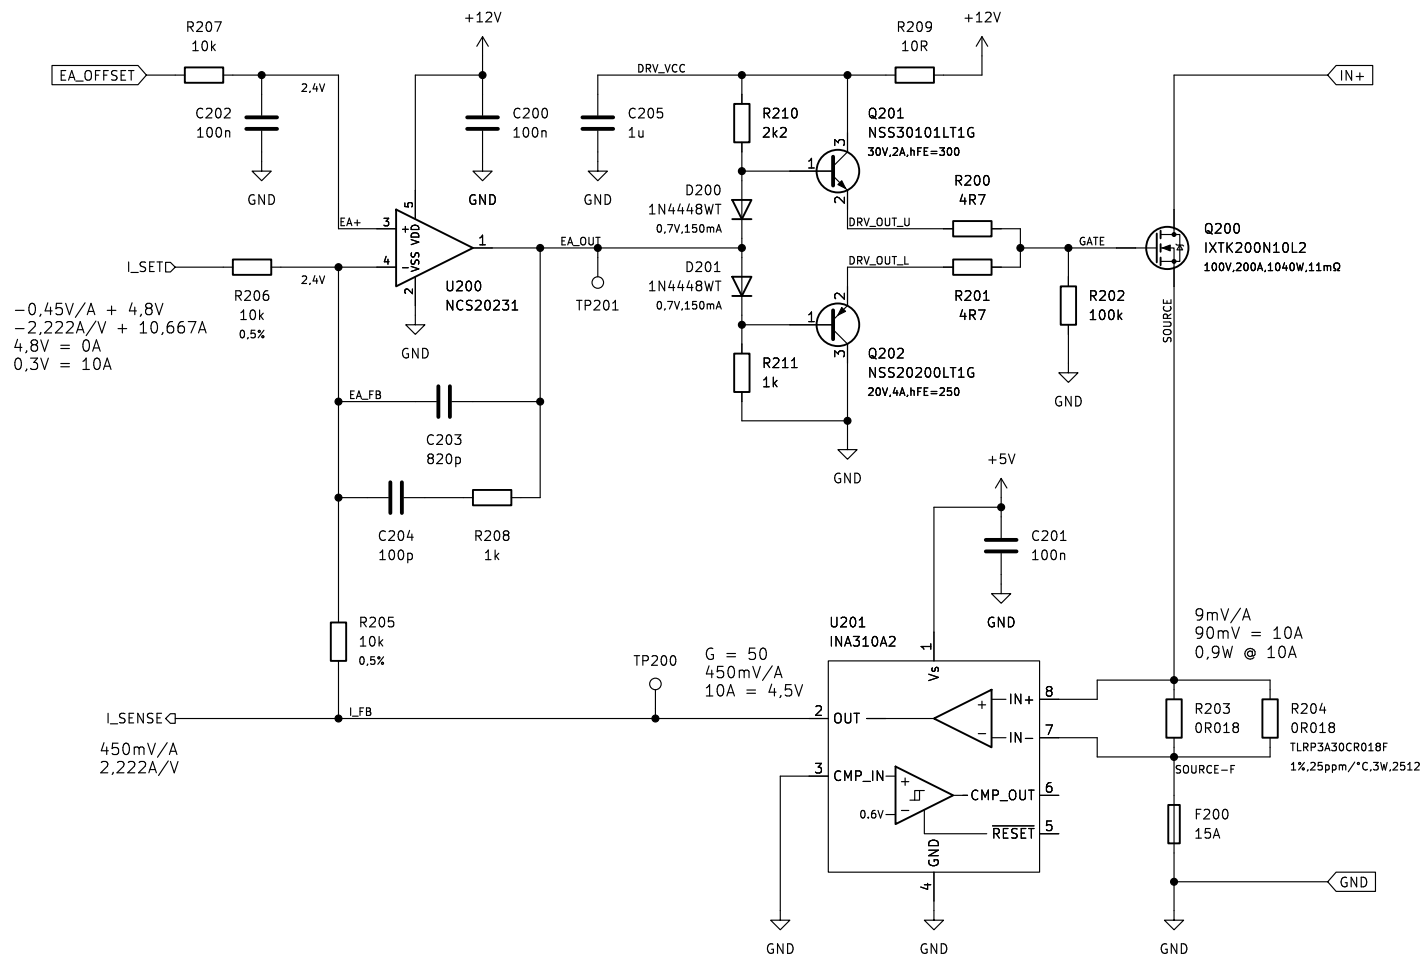 R207
10k
EA_OFFSET
2,4V
C202
100n
GND
+12V
C200
100n
GND
DRV_VCC
C205
1u
GND
R209
10R
+12V
R210
2k2
Q201
NSS30101LT1G
30V,2A,hFE=300
3
1
2
IN+
D200
1N4448WT
0,7V,150mA
R200
4R7
DRV_OUT_U
EA+
3
5
+
VDD
1
EA_OUT
4
-
VSS
2
U200
NCS20231
GND
TP201
I_SET
R206
10k
0,5%
2,4V
-0,45V/A + 4,8V
-2,222A/V + 10,667A
4,8V = 0A
0,3V = 10A
D201
1N4448WT
0,7V,150mA
DRV_OUT_L
R201
4R7
GATE
Q200
IXTK200N10L2
100V,200A,1040W,11mΩ
R202
100k
GND
SOURCE
2
1
3
Q202
NSS20200LT1G
20V,4A,hFE=250
R211
1k
GND
EA_FB
C203
820p
C204
100p
R208
1k
+5V
C201
100n
GND
R205
10k
0,5%
I_FB
I_SENSE
450mV/A
2,222A/V
TP200
G = 50
450mV/A
10A = 4,5V
U201
INA310A2
1
Vs
2
OUT
+
-
IN+
8
IN-
7
3
CMP_IN
+
0.6V
-
CMP_OUT
6
RESET
5
GND
4
GND
GND
9mV/A
90mV = 10A
0,9W @ 10A
R203
0R018
R204
0R018
TLRP3A30CR018F
1%,25ppm/°C,3W,2512
SOURCE-F
F200
15A
GND
GND